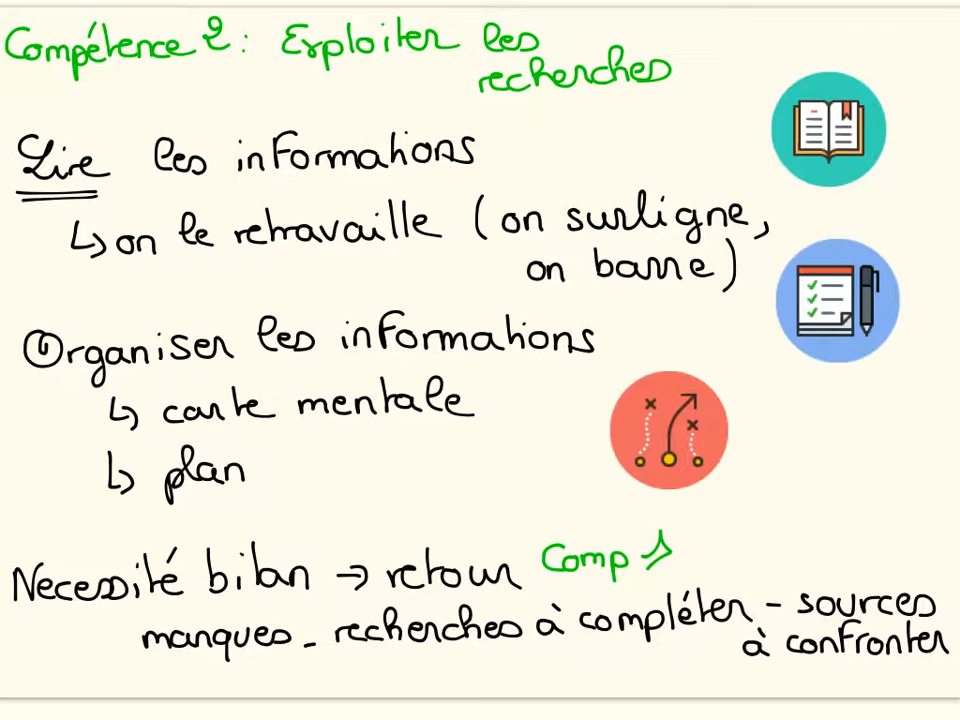 Compétence 2 : Exploiter les
recherches
Lire les informations
↳ on le retravaille (on surligne,
on barre)
Organiser les informations
↳ carte mentale
↳ plan
Necessité bilan → retour Comp 1
manques - recherches à compléter - sources
à confronter